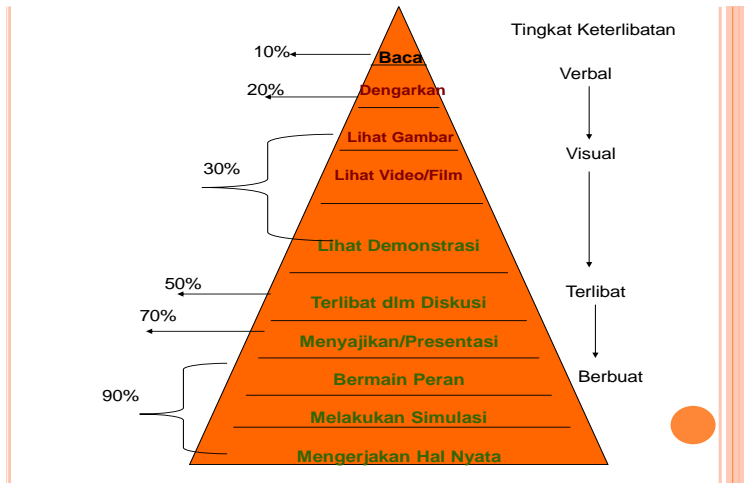 Tingkat Keterlibatan
10%
Baca
Verbal
20%
Dengarkan
Lihat Gambar
Visual
30%
Lihat Video/Film
Lihat Demonstrasi
50%
Terlibat dlm Diskusi
Terlibat
70%
Menyajikan/Presentasi
Bermain Peran
Berbuat
90%
Melakukan Simulasi
Mengerjakan Hal Nyata